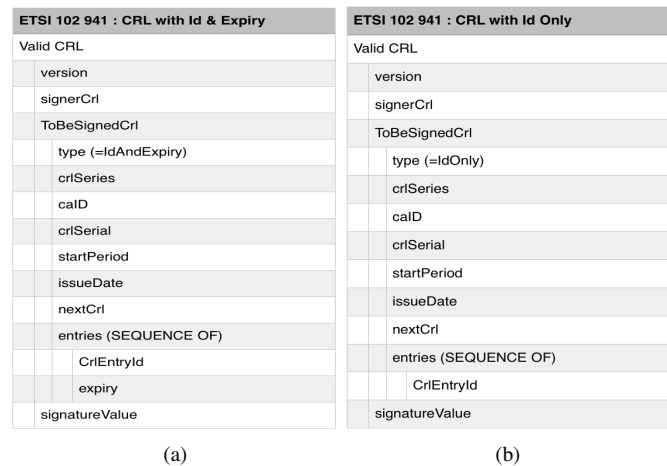 ETSI 102 941 : CRL with Id & Expiry
Valid CRL
version
signerCrl
ToBeSignedCrl
type (=IdAndExpiry)
crlSeries
caID
crlSerial
startPeriod
issueDate
nextCrl
entries (SEQUENCE OF)
CrlEntryId
expiry
signatureValue
(a)
ETSI 102 941 : CRL with Id Only
Valid CRL
version
signerCrl
ToBeSignedCrl
type (=IdOnly)
crlSeries
caID
crlSerial
startPeriod
issueDate
nextCrl
entries (SEQUENCE OF)
CrlEntryId
signatureValue
(b)